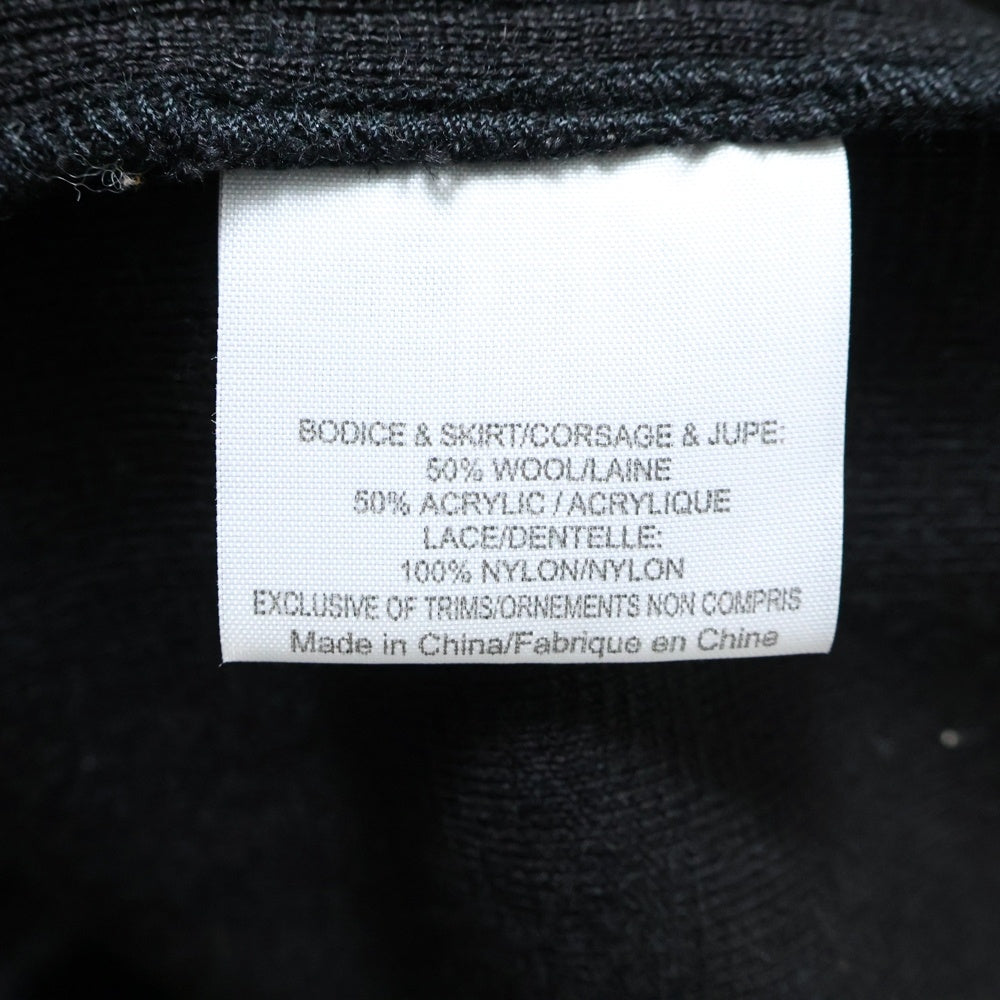 BODICE & SKIRT/CORSAGE & JUPE:
50% WOOL/LAINE
50% ACRYLIC / ACRYLIQUE
LACE/DENTELLE:
100% NYLON/NYLON
EXCLUSIVE OF TRIMS/ORNEMENTS NON COMPRIS
Made in China/Fabrique en Chine